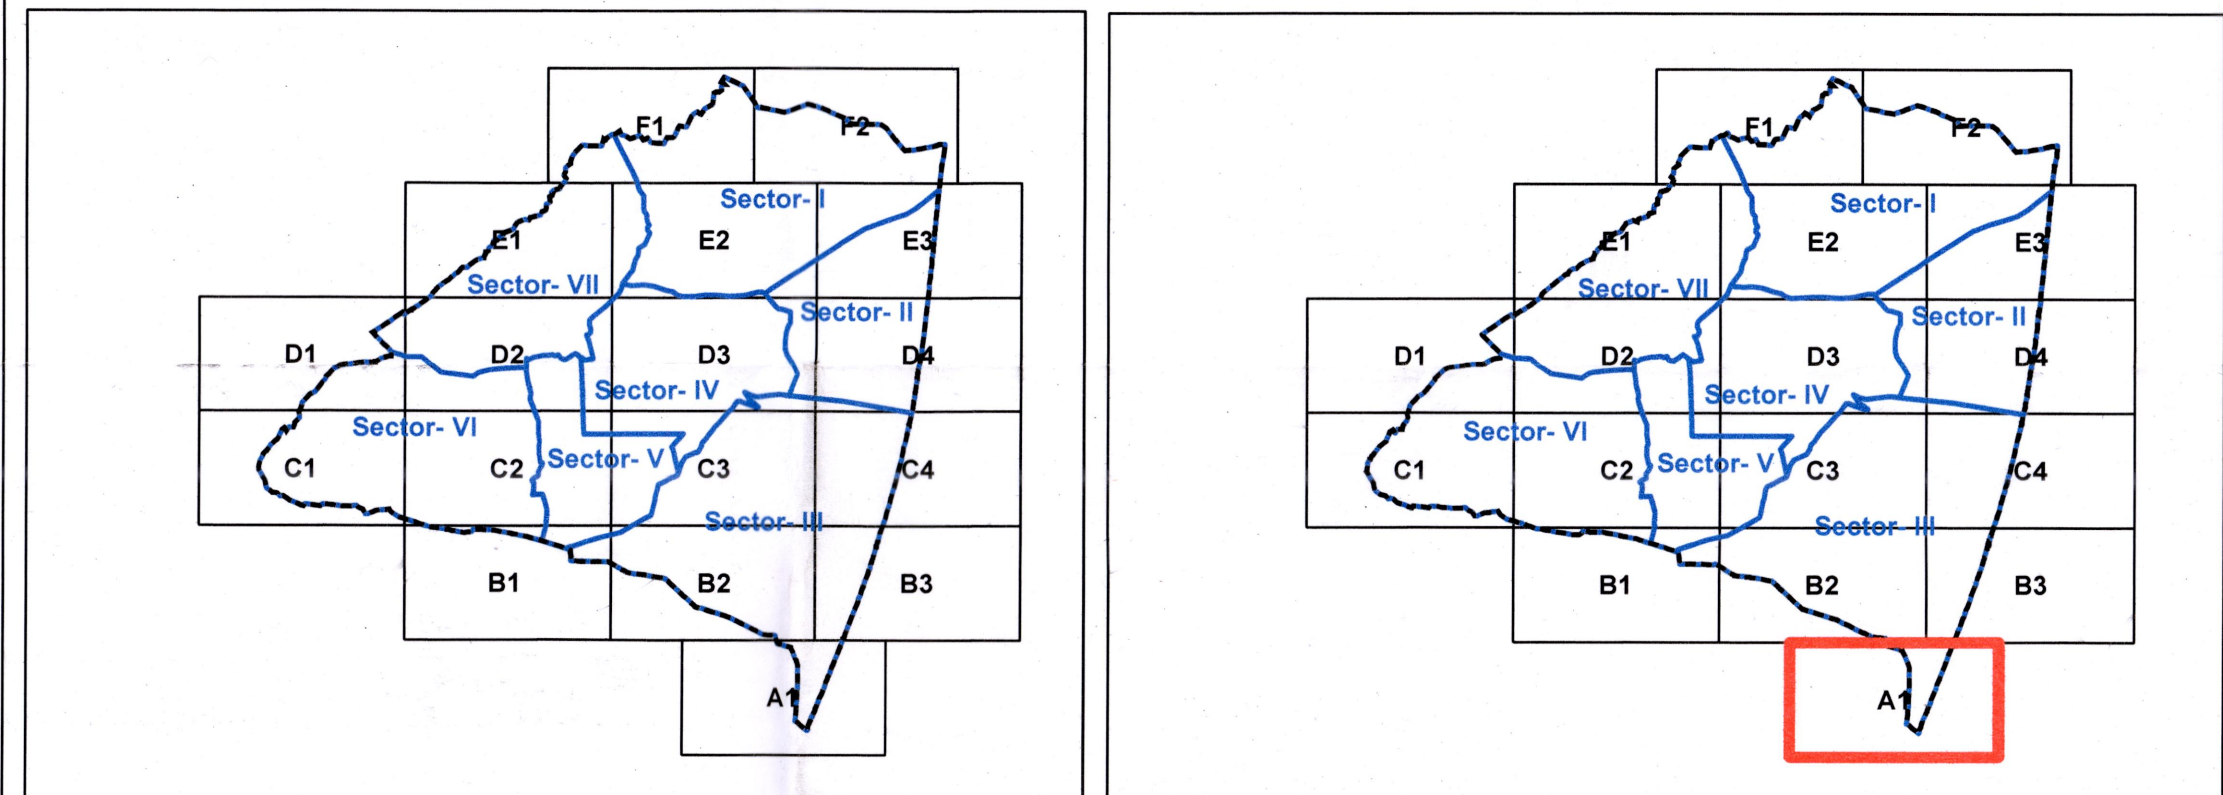 F1 F2
Sector- I
E1 E2 E3
Sector- VII
Sector- II
D1 D2 D3 D4
Sector- IV
Sector- VI
Sector- V
C1 C2 C3 C4
Sector- III
B1 B2 B3
A1
F1 F2
Sector- I
E1 E2 E3
Sector- VII
Sector- II
D1 D2 D3 D4
Sector- IV
Sector- VI
Sector- V
C1 C2 C3 C4
Sector- III
B1 B2 B3
A1